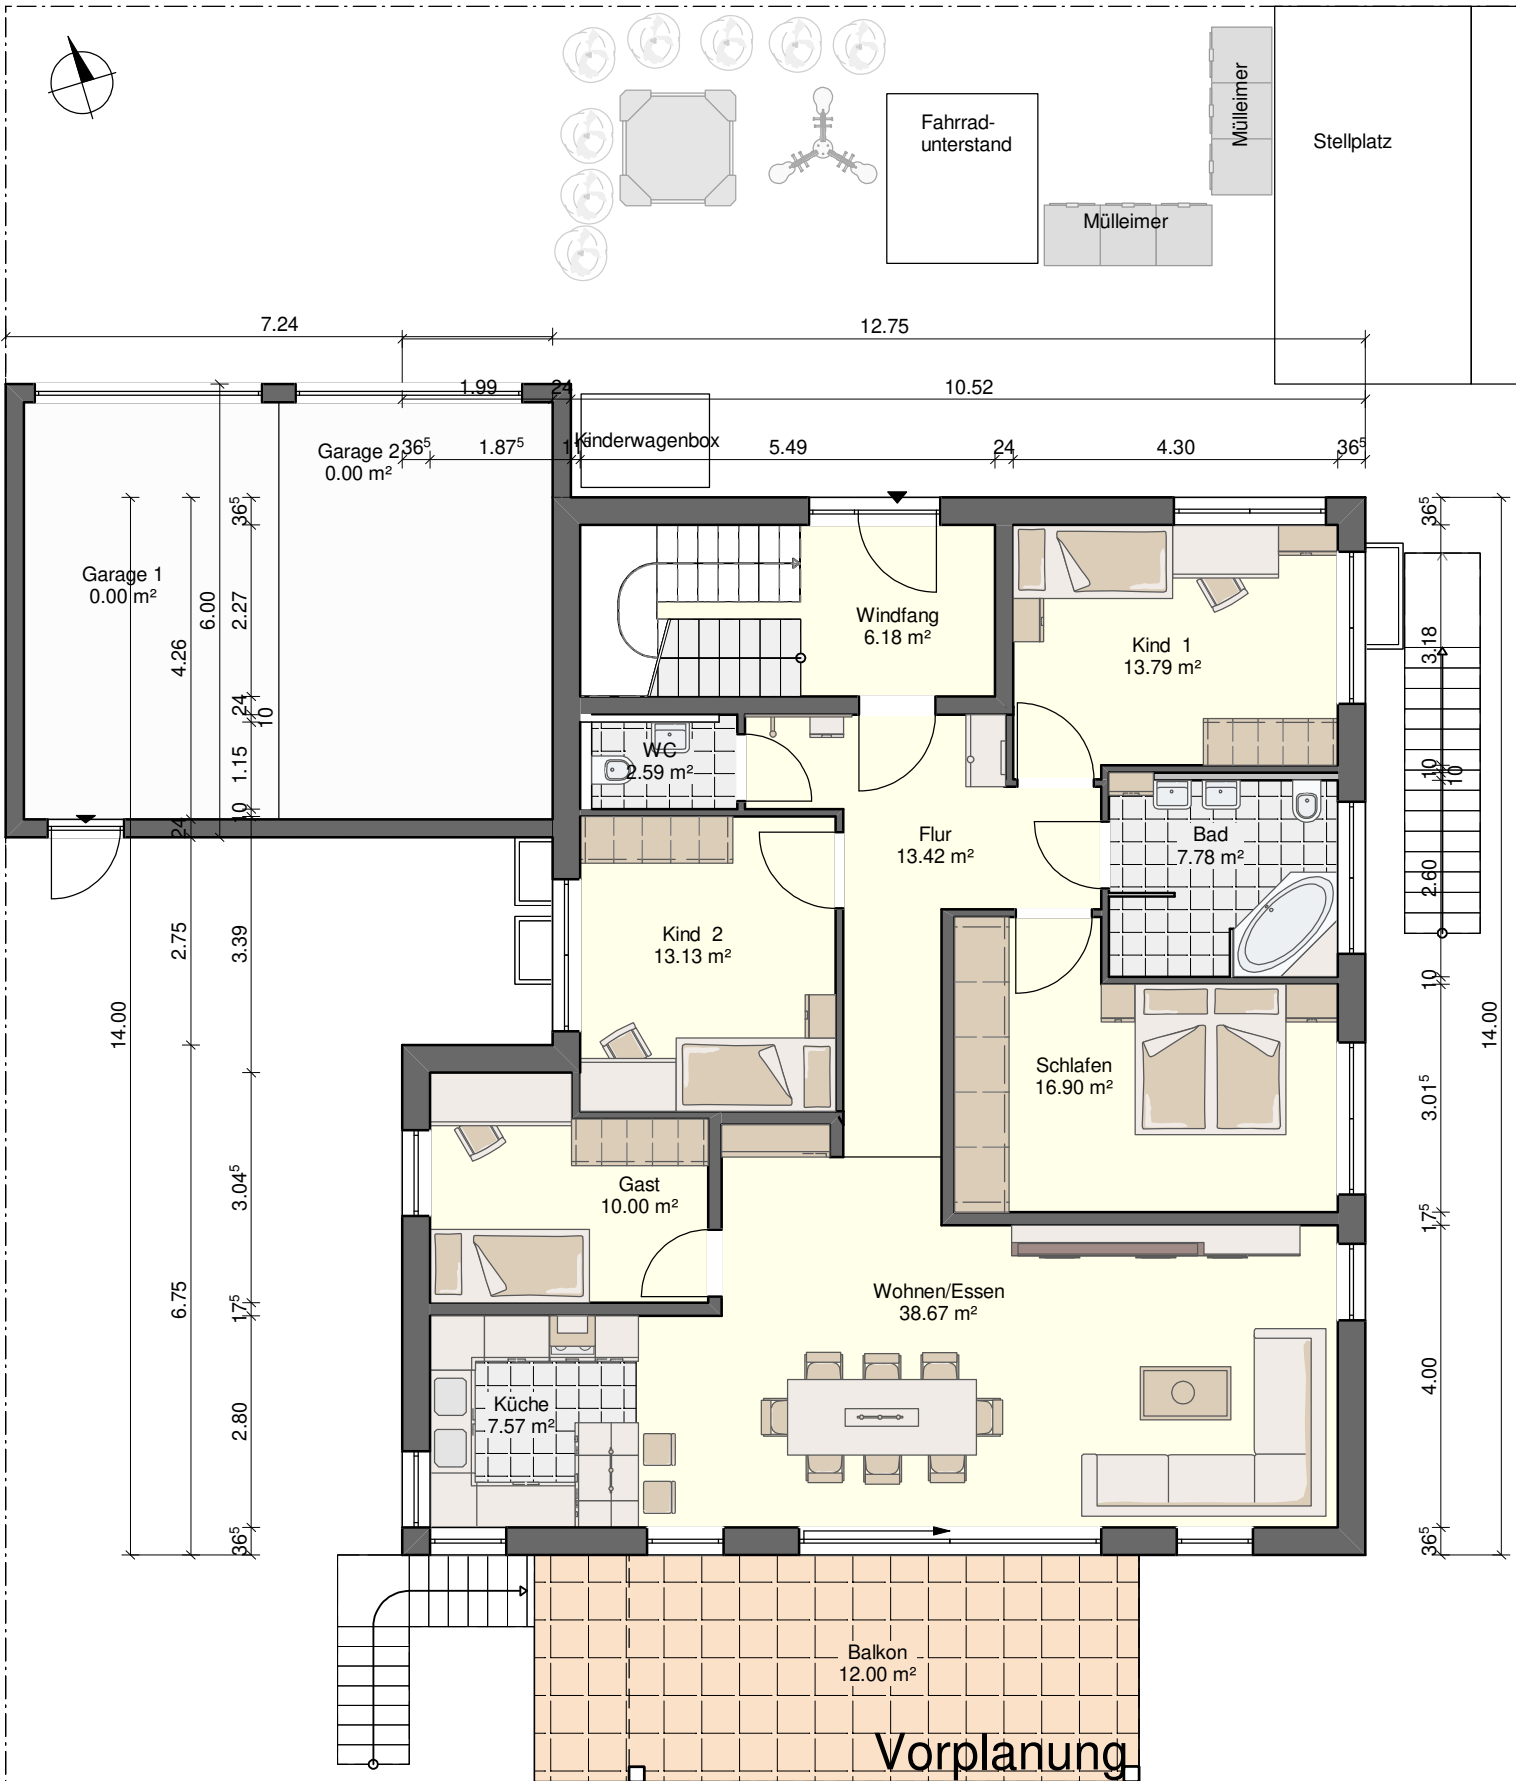 Fahrrad-
unterstand
Mülleimer
Mülleimer
Stellplatz
7.24
12.75
1.99
24
10.52
36⁵
1.87⁵
11⁵
5.49
24
4.30
36⁵
Kinderwagenbox
Garage 2
0.00 m²
Garage 1
0.00 m²
14.00
4.26
24
2.75
6.75
6.00
36⁵
2.27
24
10
1.15
10
3.39
3.04⁵
17⁵
2.80
36⁵
Windfang
6.18 m²
Kind 1
13.79 m²
WC
2.59 m²
Flur
13.42 m²
Bad
7.78 m²
Kind 2
13.13 m²
Schlafen
16.90 m²
Gast
10.00 m²
Wohnen/Essen
38.67 m²
Küche
7.57 m²
36⁵
3.18
10
10
2.60
10
3.01⁵
17⁵
4.00
36⁵
14.00
Balkon
12.00 m²
Vorplanung